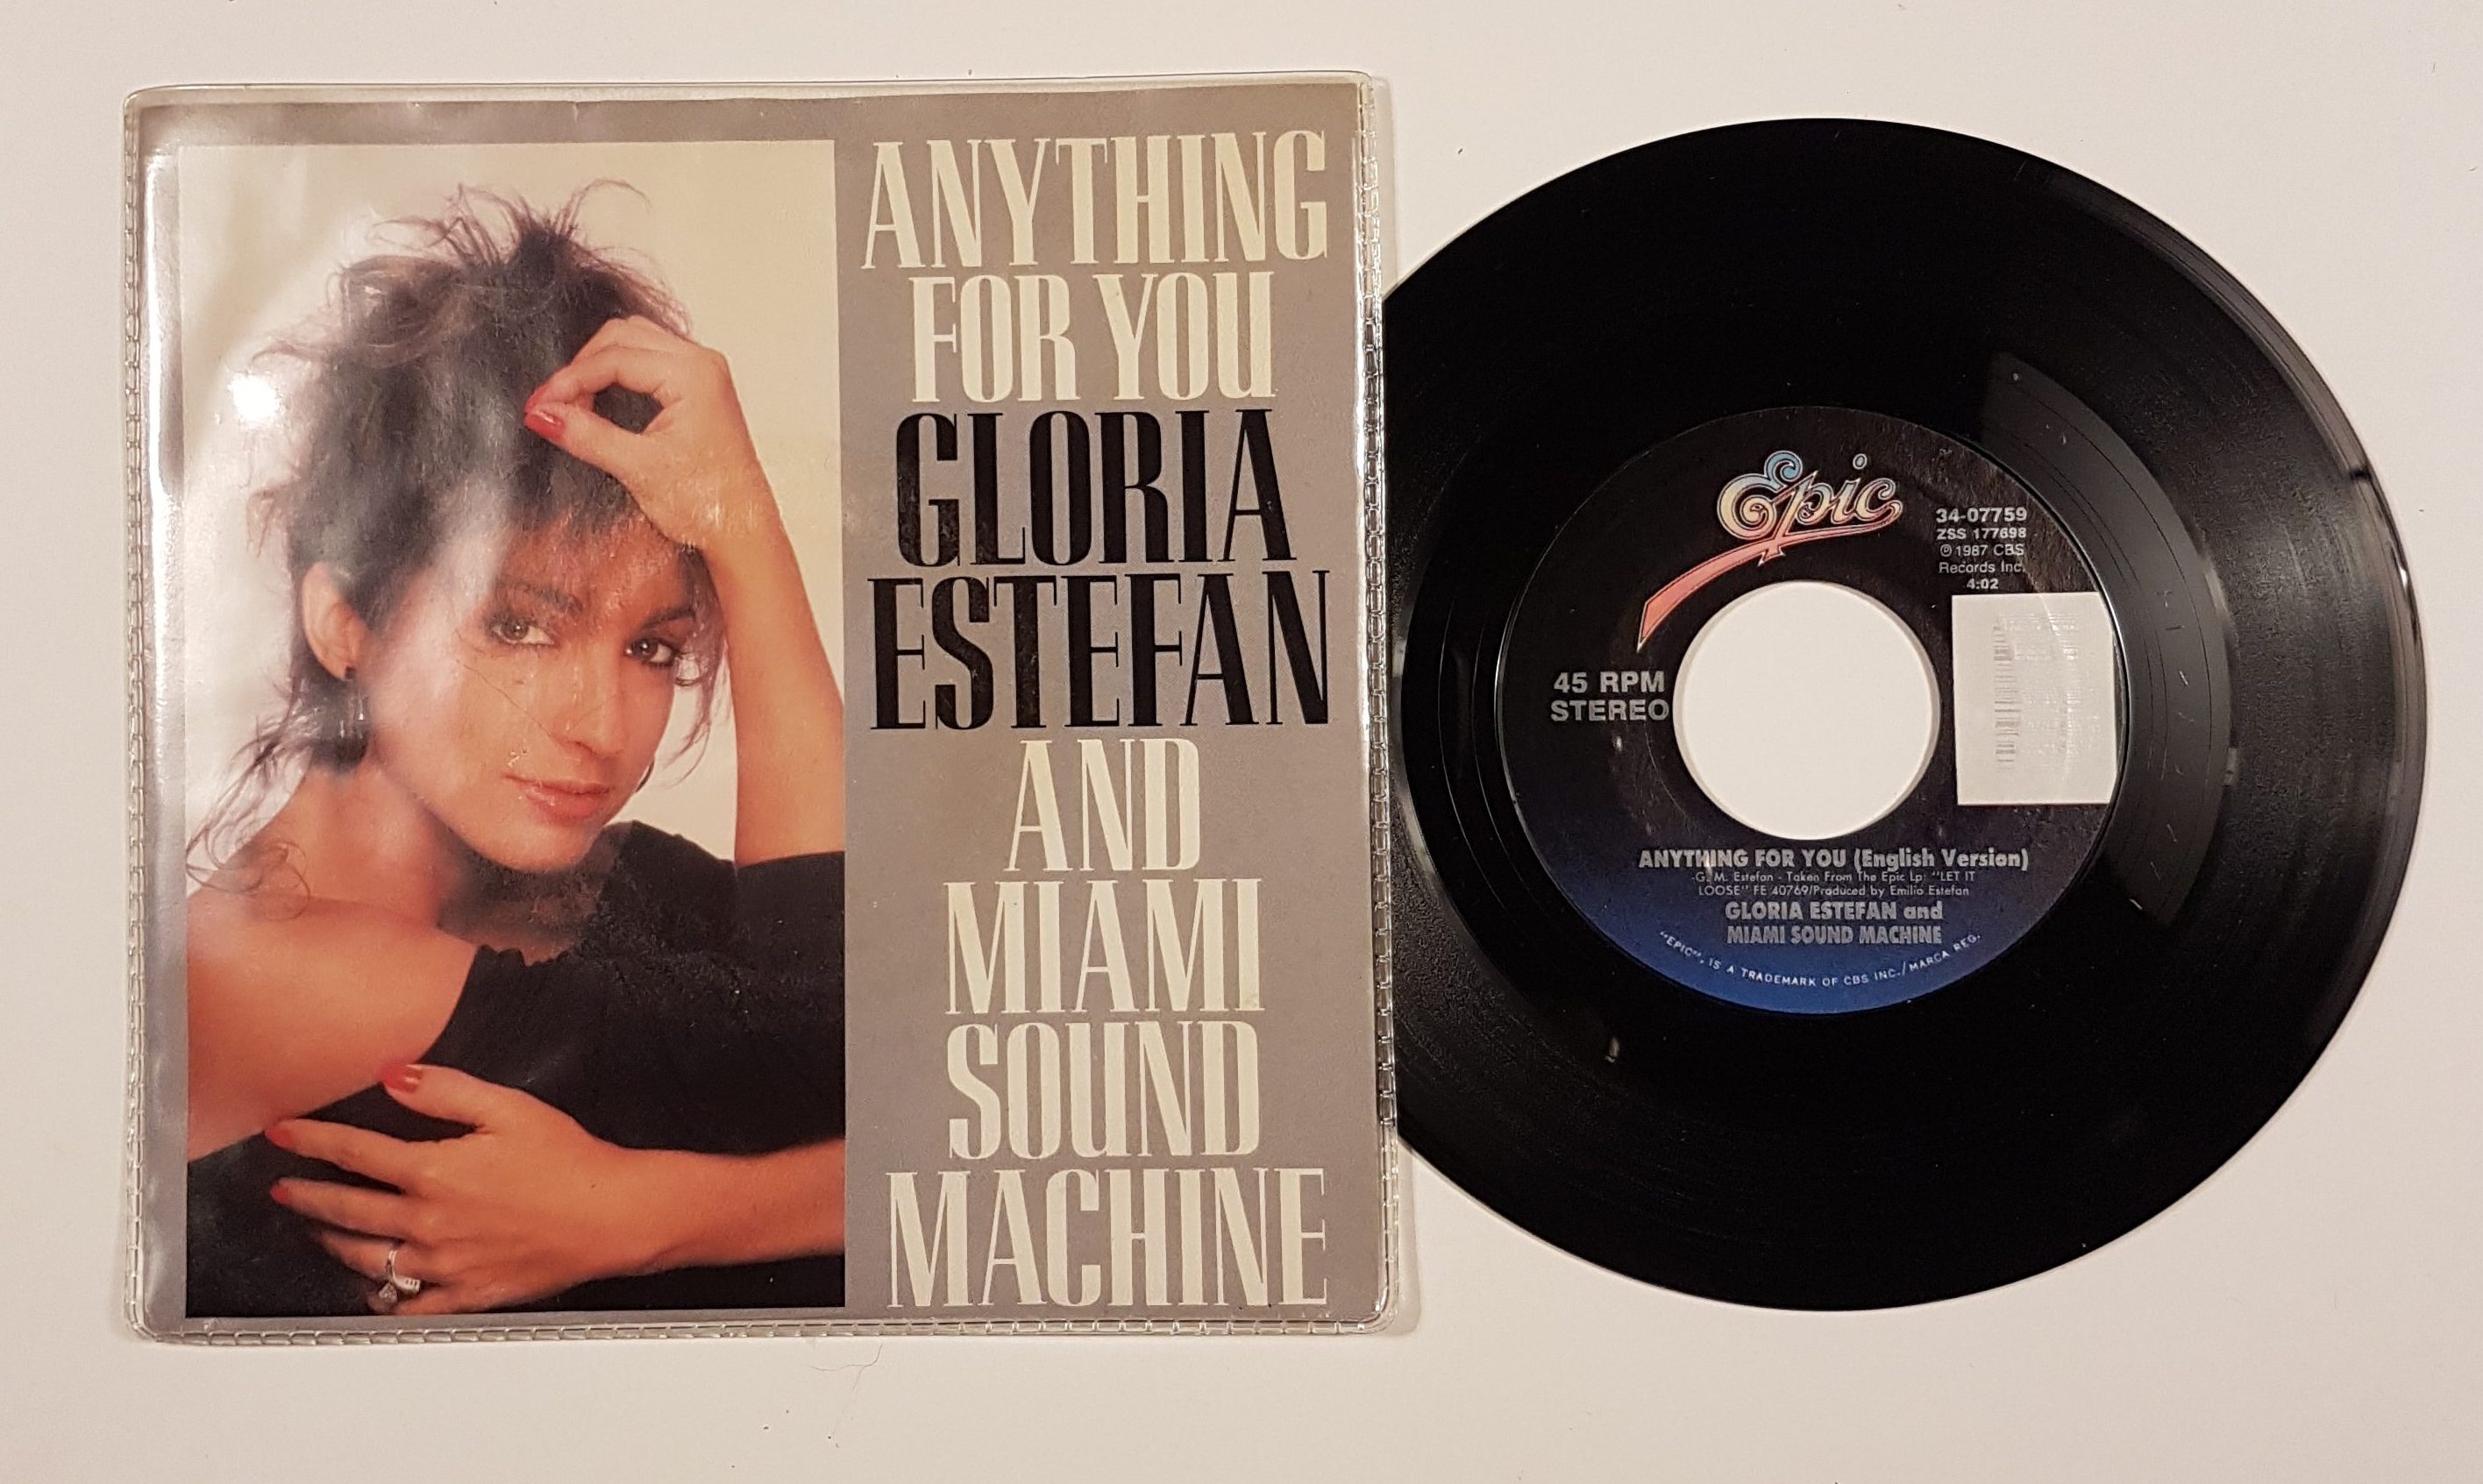 ANYTHING
FOR YOU
GLORIA
ESTEFAN
AND
MIAMI
SOUND
MACHINE
Epic
34-07759
ZSS 177698
℗ 1987 CBS
Records Inc.
4:02
45 RPM
STEREO
ANYTHING FOR YOU (English Version)
-G. M. Estefan - Taken From The Epic Lp: "LET IT
LOOSE" FE 40769/Produced by Emilio Estefan
GLORIA ESTEFAN and
MIAMI SOUND MACHINE
"EPIC", IS A TRADEMARK OF CBS INC./MARCA REG.